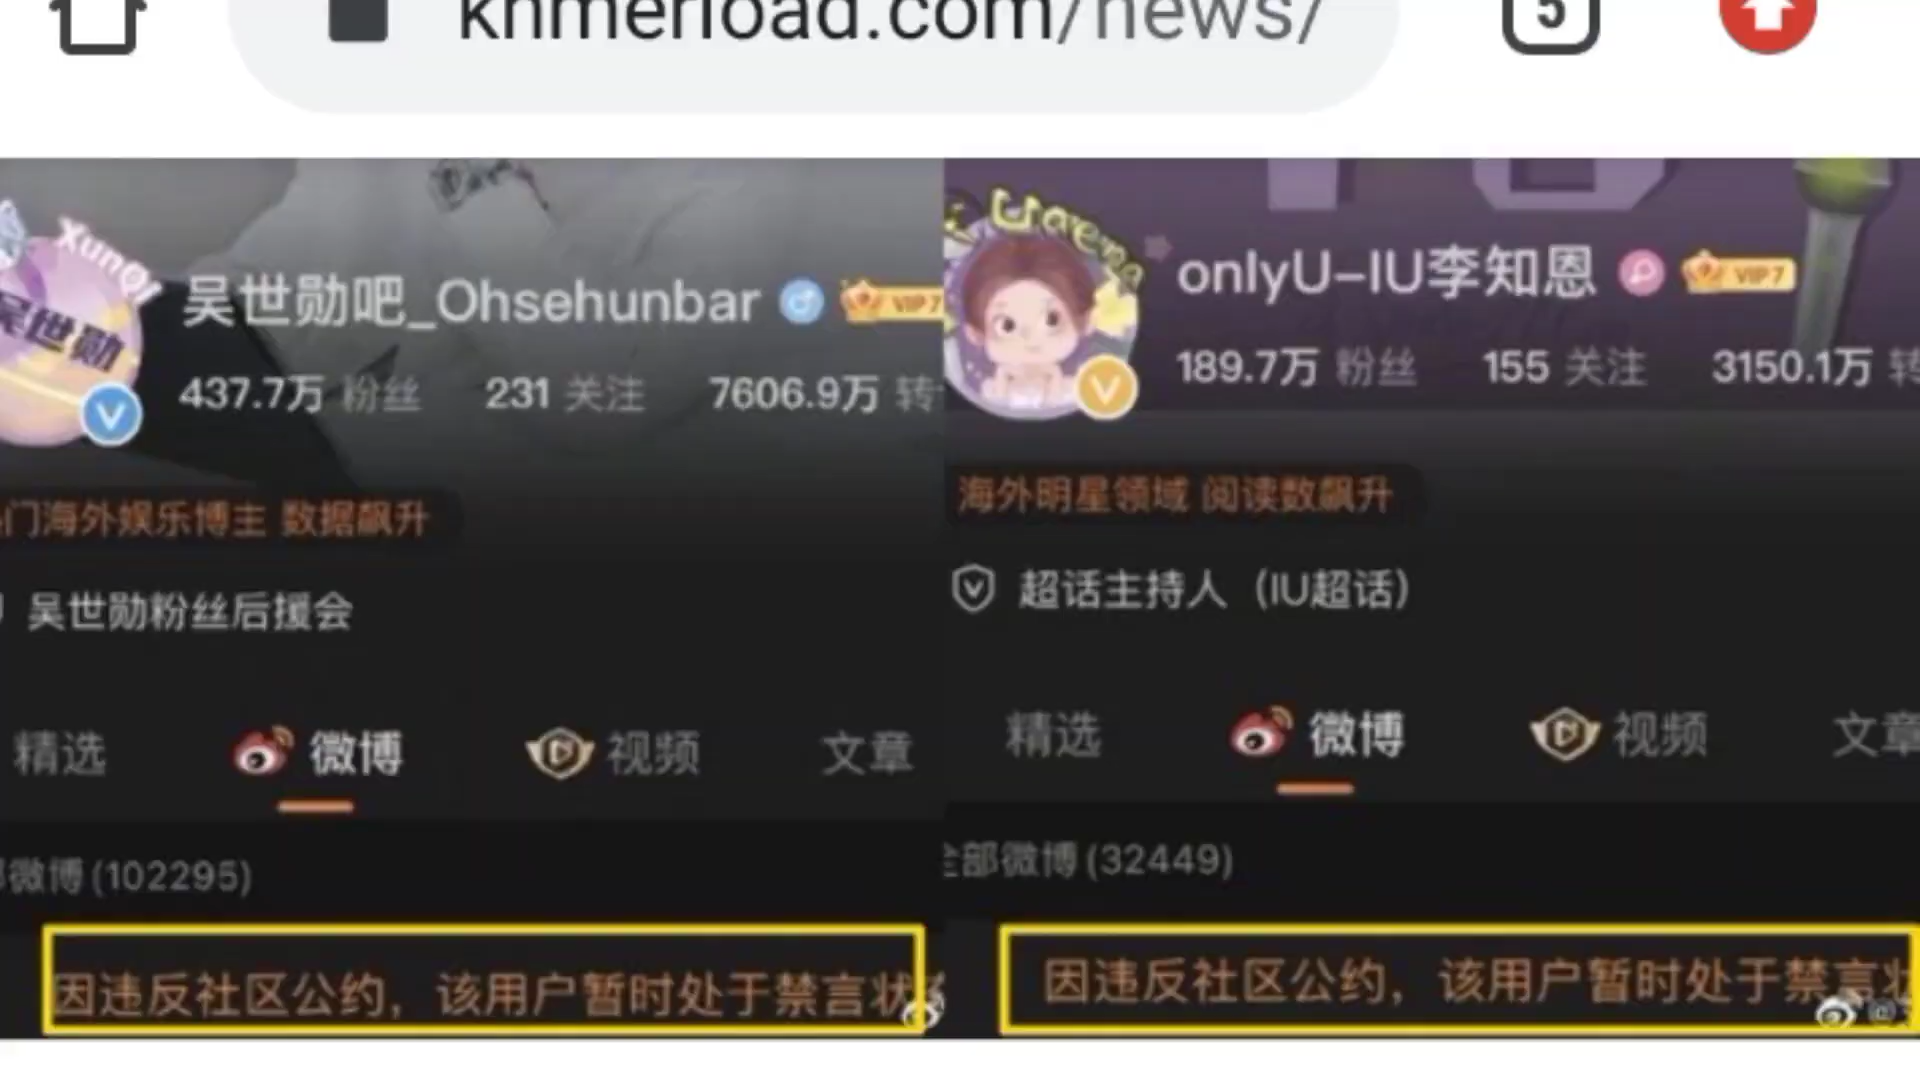 khmerload.com/news/
5
吴世勋
吴世勋吧_Ohsehunbar VIP7
437.7万 粉丝 231 关注 7606.9万 转
门海外娱乐博主 数据飙升
吴世勋粉丝后援会
精选 微博 视频 文章
微博(102295)
因违反社区公约，该用户暂时处于禁言状
Uaena
onlyU-IU李知恩 VIP7
189.7万 粉丝 155 关注 3150.1万 转
海外明星领域 阅读数飙升
超话主持人（IU超话）
精选 微博 视频 文章
全部微博(32449)
因违反社区公约，该用户暂时处于禁言状